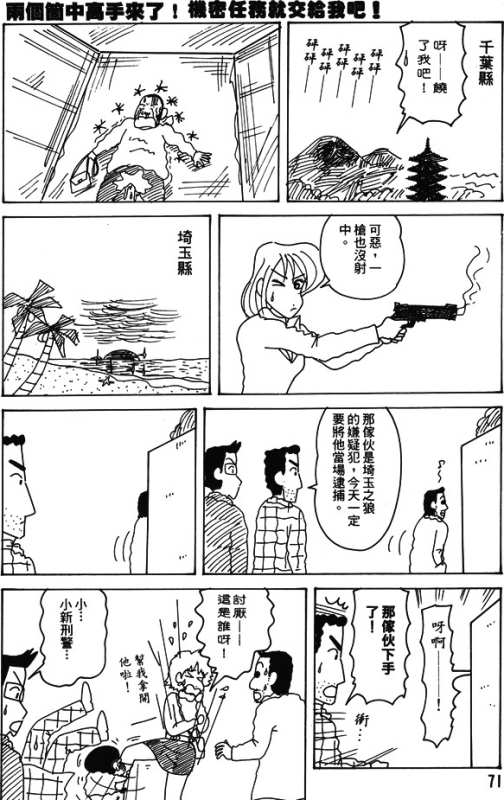 兩個箇中高手來了！機密任務就交給我吧！
千葉縣
呀——饒
了我吧！
砰
砰
砰
砰
砰
砰
砰
砰
砰
砰
可惡，一
槍也沒射
中。
埼玉縣
那傢伙是埼玉之狼
的嫌疑犯，今天一定
要將他當場逮捕。
呀啊——
那傢伙下手
了！
衝…
討厭——
這是誰呀！
幫我拿開
他啦！
小…
小新刑警…
71